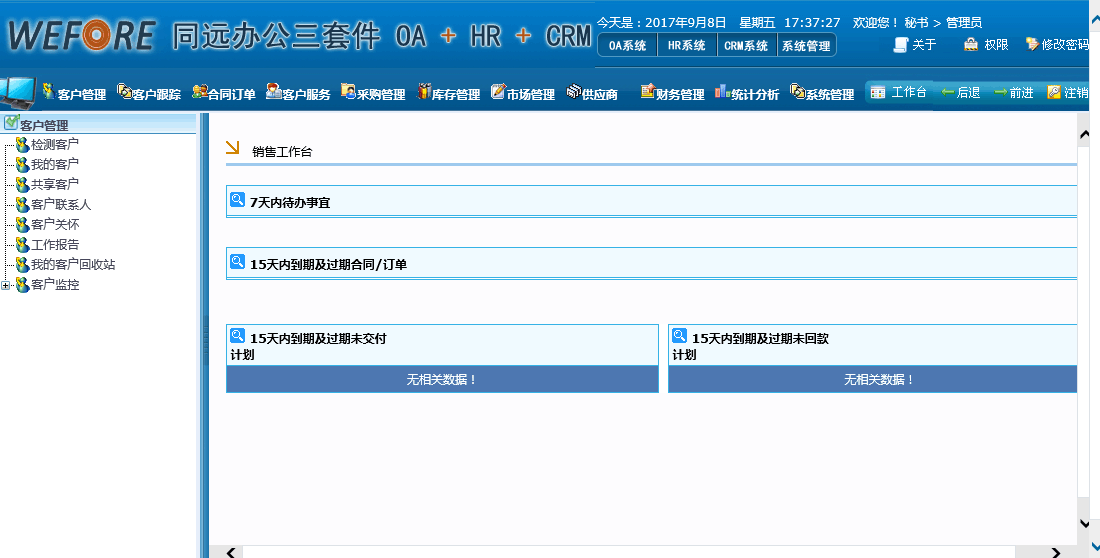 WEFORE 同远办公三套件 OA + HR + CRM
今天是：2017年9月8日 星期五 17:37:27 欢迎您！秘书 > 管理员
OA系统 HR系统 CRM系统 系统管理
关于 权限 修改密码
客户管理 客户跟踪 合同订单 客户服务 采购管理 库存管理 市场管理 供应商 财务管理 统计分析 系统管理 工作台 后退 前进 注销
客户管理
检测客户
我的客户
共享客户
客户联系人
客户关怀
工作报告
我的客户回收站
客户监控
销售工作台
7天内待办事宜
15天内到期及过期合同/订单
15天内到期及过期未交付
计划
无相关数据！
15天内到期及过期未回款
计划
无相关数据！